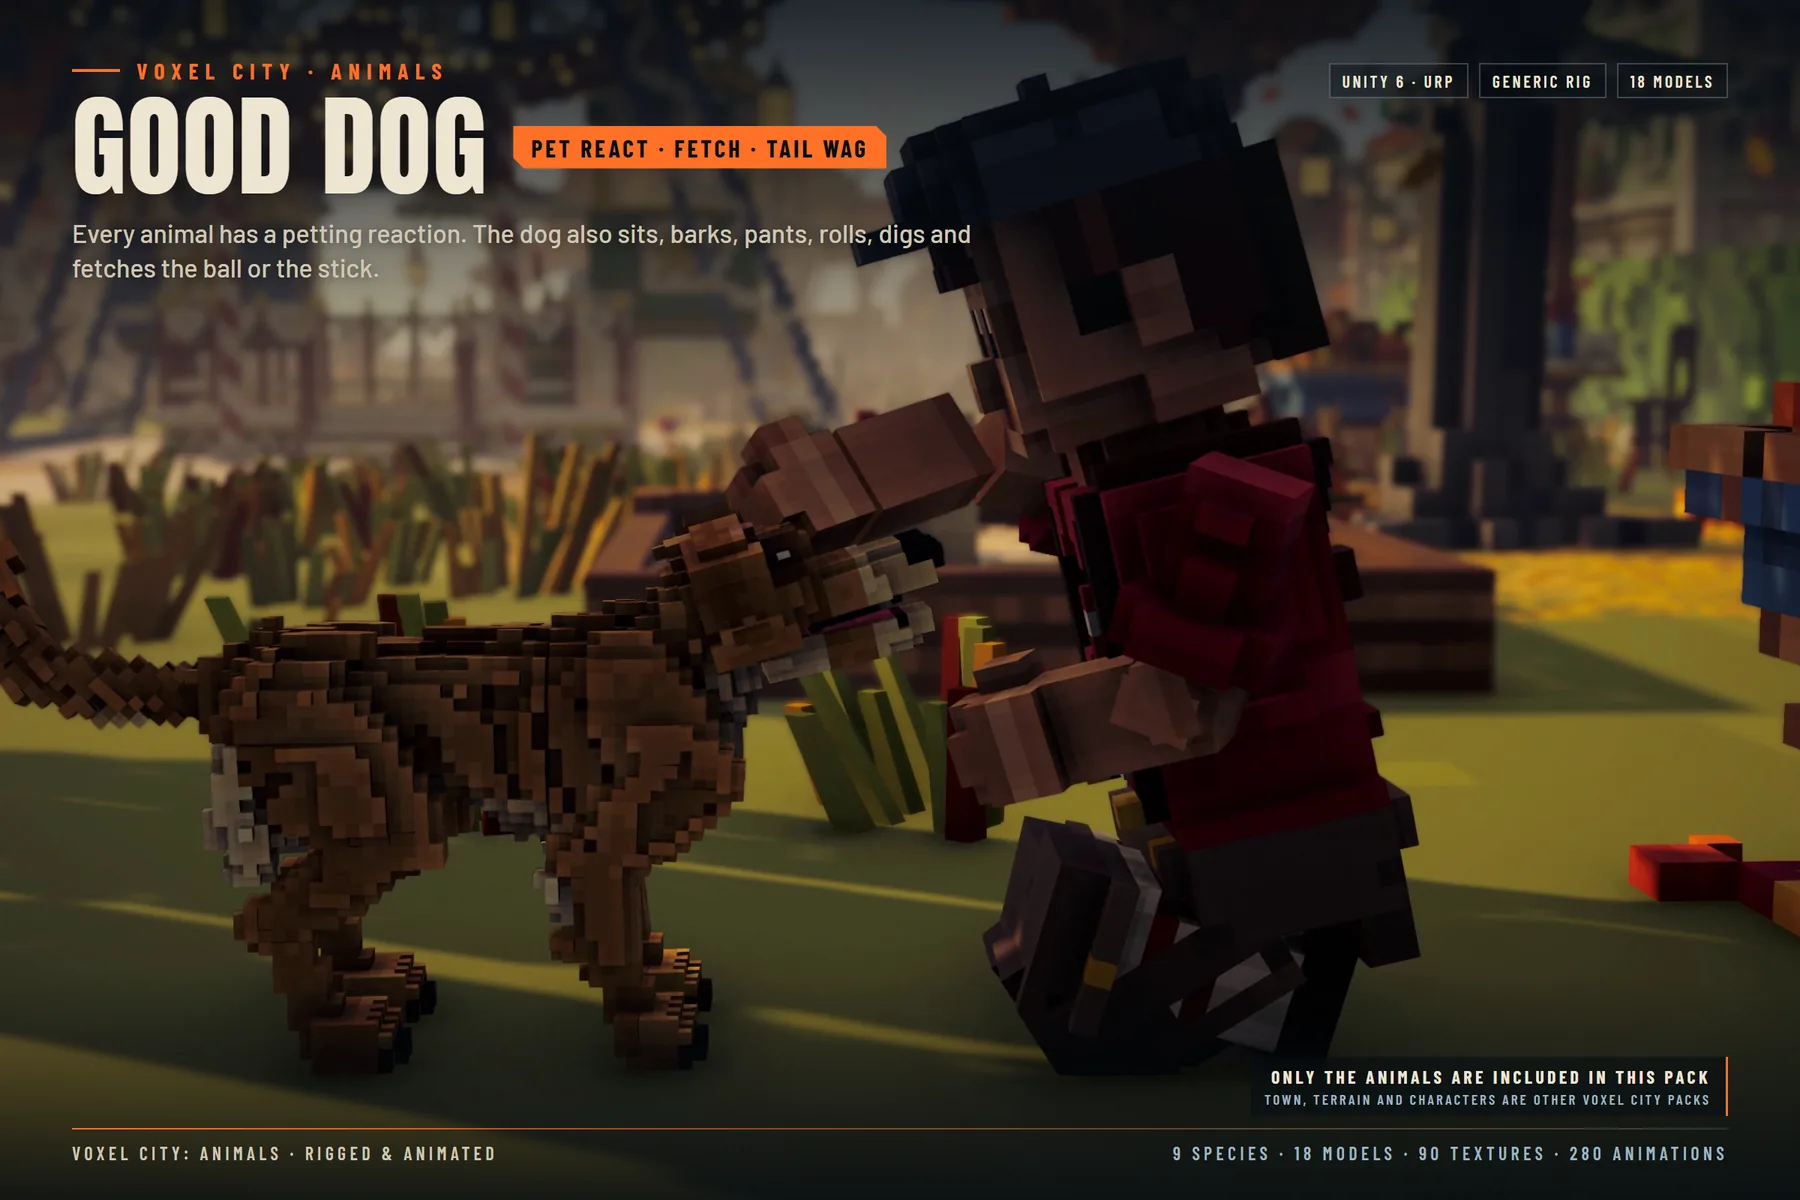 VOXEL CITY · ANIMALS
GOOD DOG
PET REACT · FETCH · TAIL WAG
UNITY 6 · URP
GENERIC RIG
18 MODELS
Every animal has a petting reaction. The dog also sits, barks, pants, rolls, digs and
fetches the ball or the stick.
ONLY THE ANIMALS ARE INCLUDED IN THIS PACK
TOWN, TERRAIN AND CHARACTERS ARE OTHER VOXEL CITY PACKS
VOXEL CITY: ANIMALS · RIGGED & ANIMATED
9 SPECIES · 18 MODELS · 90 TEXTURES · 280 ANIMATIONS